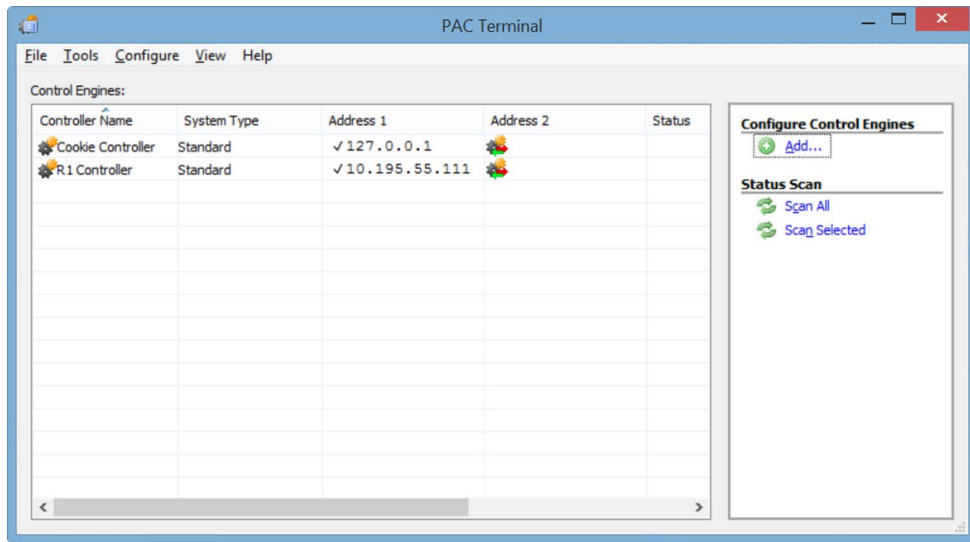 PAC Terminal
File Tools Configure View Help
Control Engines:
Controller Name System Type Address 1 Address 2 Status
Cookie Controller Standard ✓127.0.0.1
R1 Controller Standard ✓10.195.55.111
Configure Control Engines
Add...
Status Scan
Scan All
Scan Selected